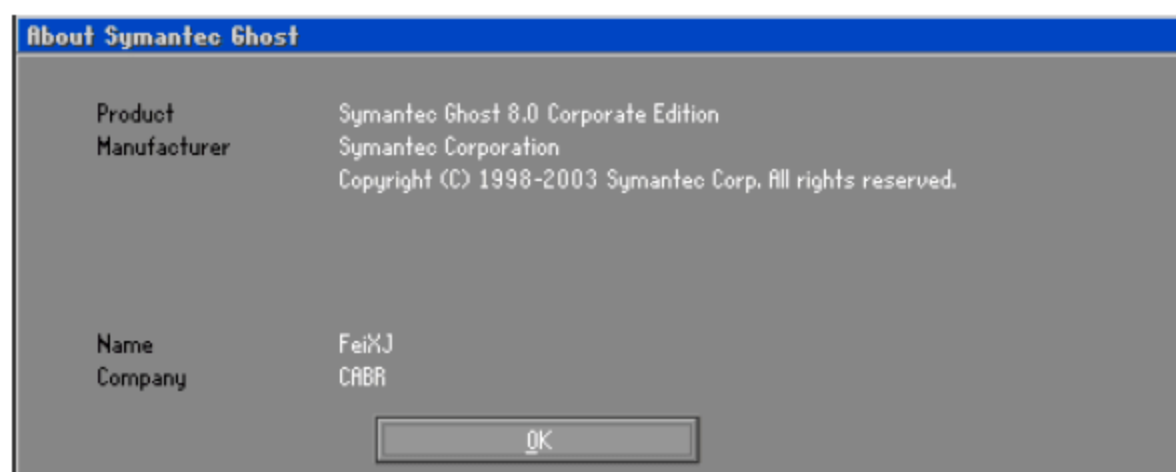 About Symantec Ghost
Product Symantec Ghost 8.0 Corporate Edition
Manufacturer Symantec Corporation
Copyright (C) 1998-2003 Symantec Corp. All rights reserved.
Name FeiXJ
Company CABR
OK